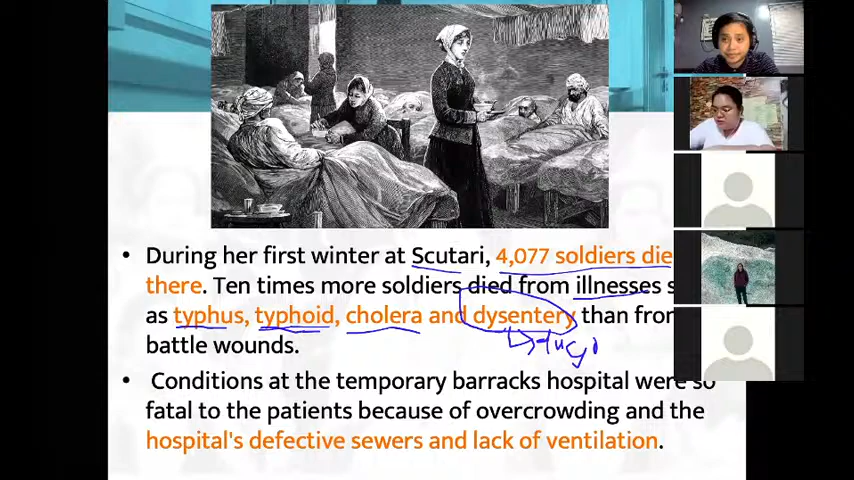 • During her first winter at Scutari, 4,077 soldiers die
there. Ten times more soldiers died from illnesses s
as typhus, typhoid, cholera and dysentery than from
battle wounds.
• Conditions at the temporary barracks hospital were so
fatal to the patients because of overcrowding and the
hospital's defective sewers and lack of ventilation.